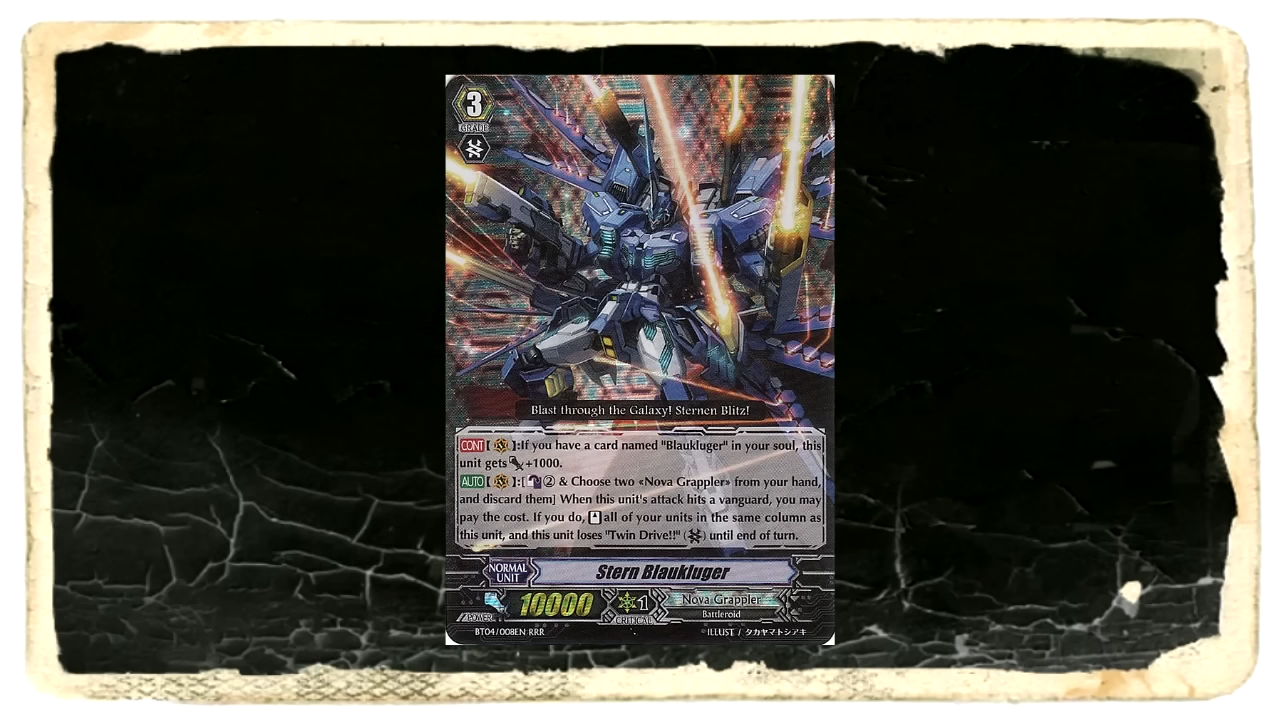 3
GRADE
Blast through the Galaxy! Sternen Blitz!
CONT[ ]:If you have a card named "Blaukluger" in your soul, this
unit gets +1000.
AUTO[ ]:[ ② & Choose two «Nova Grappler» from your hand,
and discard them] When this unit's attack hits a vanguard, you may
pay the cost. If you do, all of your units in the same column as
this unit, and this unit loses "Twin Drive!!" ( ) until end of turn.
NORMAL
UNIT
Stern Blaukluger
POWER 10000 1 Nova Grappler
CRITICAL Battleroid
BT04/008EN RRR ILLUST / タカヤマトシアキ